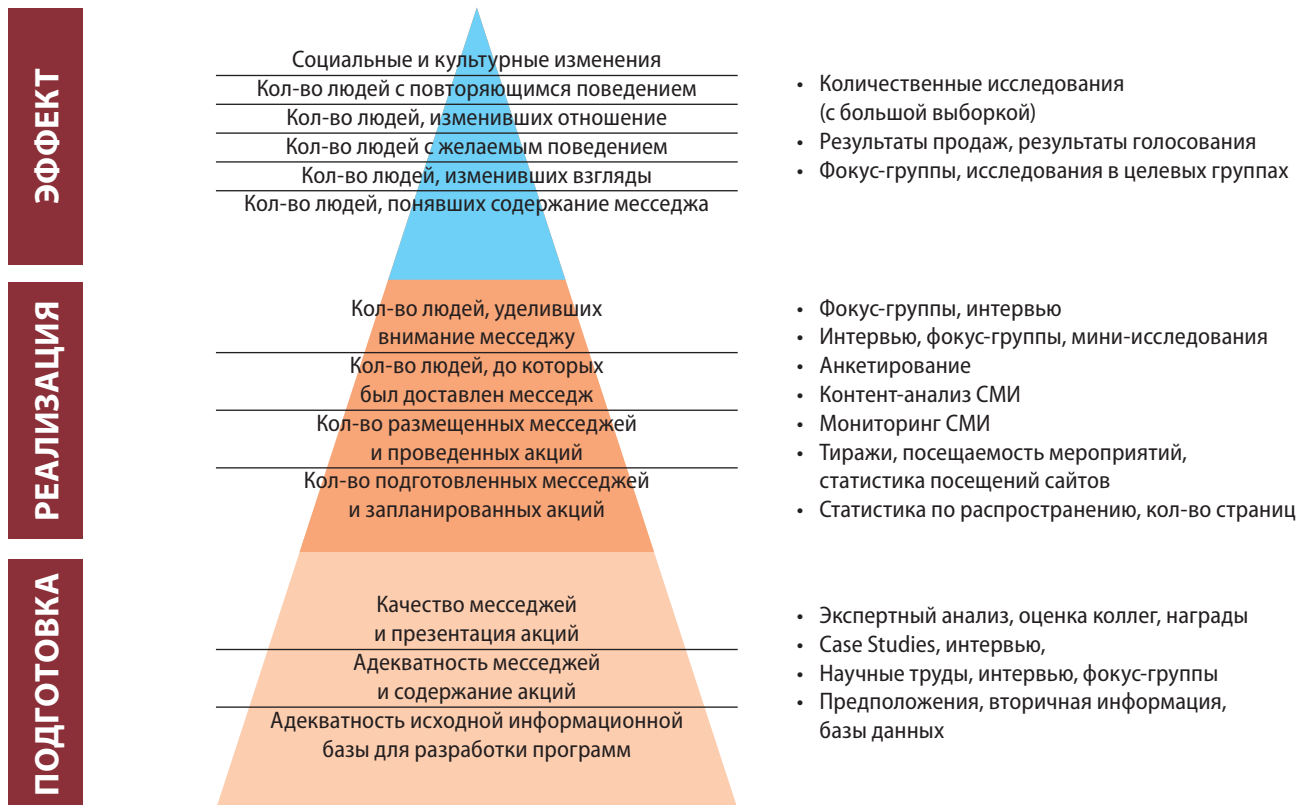 ЭФФЕКТ
Социальные и культурные изменения
Кол-во людей с повторяющимся поведением
Кол-во людей, изменивших отношение
Кол-во людей с желаемым поведением
Кол-во людей, изменивших взгляды
Кол-во людей, понявших содержание месседжа
• Количественные исследования
(с большой выборкой)
• Результаты продаж, результаты голосования
• Фокус-группы, исследования в целевых группах
РЕАЛИЗАЦИЯ
Кол-во людей, уделивших
внимание месседжу
Кол-во людей, до которых
был доставлен месседж
Кол-во размещенных месседжей
и проведенных акций
Кол-во подготовленных месседжей
и запланированных акций
• Фокус-группы, интервью
• Интервью, фокус-группы, мини-исследования
• Анкетирование
• Контент-анализ СМИ
• Мониторинг СМИ
• Тиражи, посещаемость мероприятий,
статистика посещений сайтов
• Статистика по распространению, кол-во страниц
ПОДГОТОВКА
Качество месседжей
и презентация акций
Адекватность месседжей
и содержание акций
Адекватность исходной информационной
базы для разработки программ
• Экспертный анализ, оценка коллег, награды
• Case Studies, интервью,
• Научные труды, интервью, фокус-группы
• Предположения, вторичная информация,
базы данных